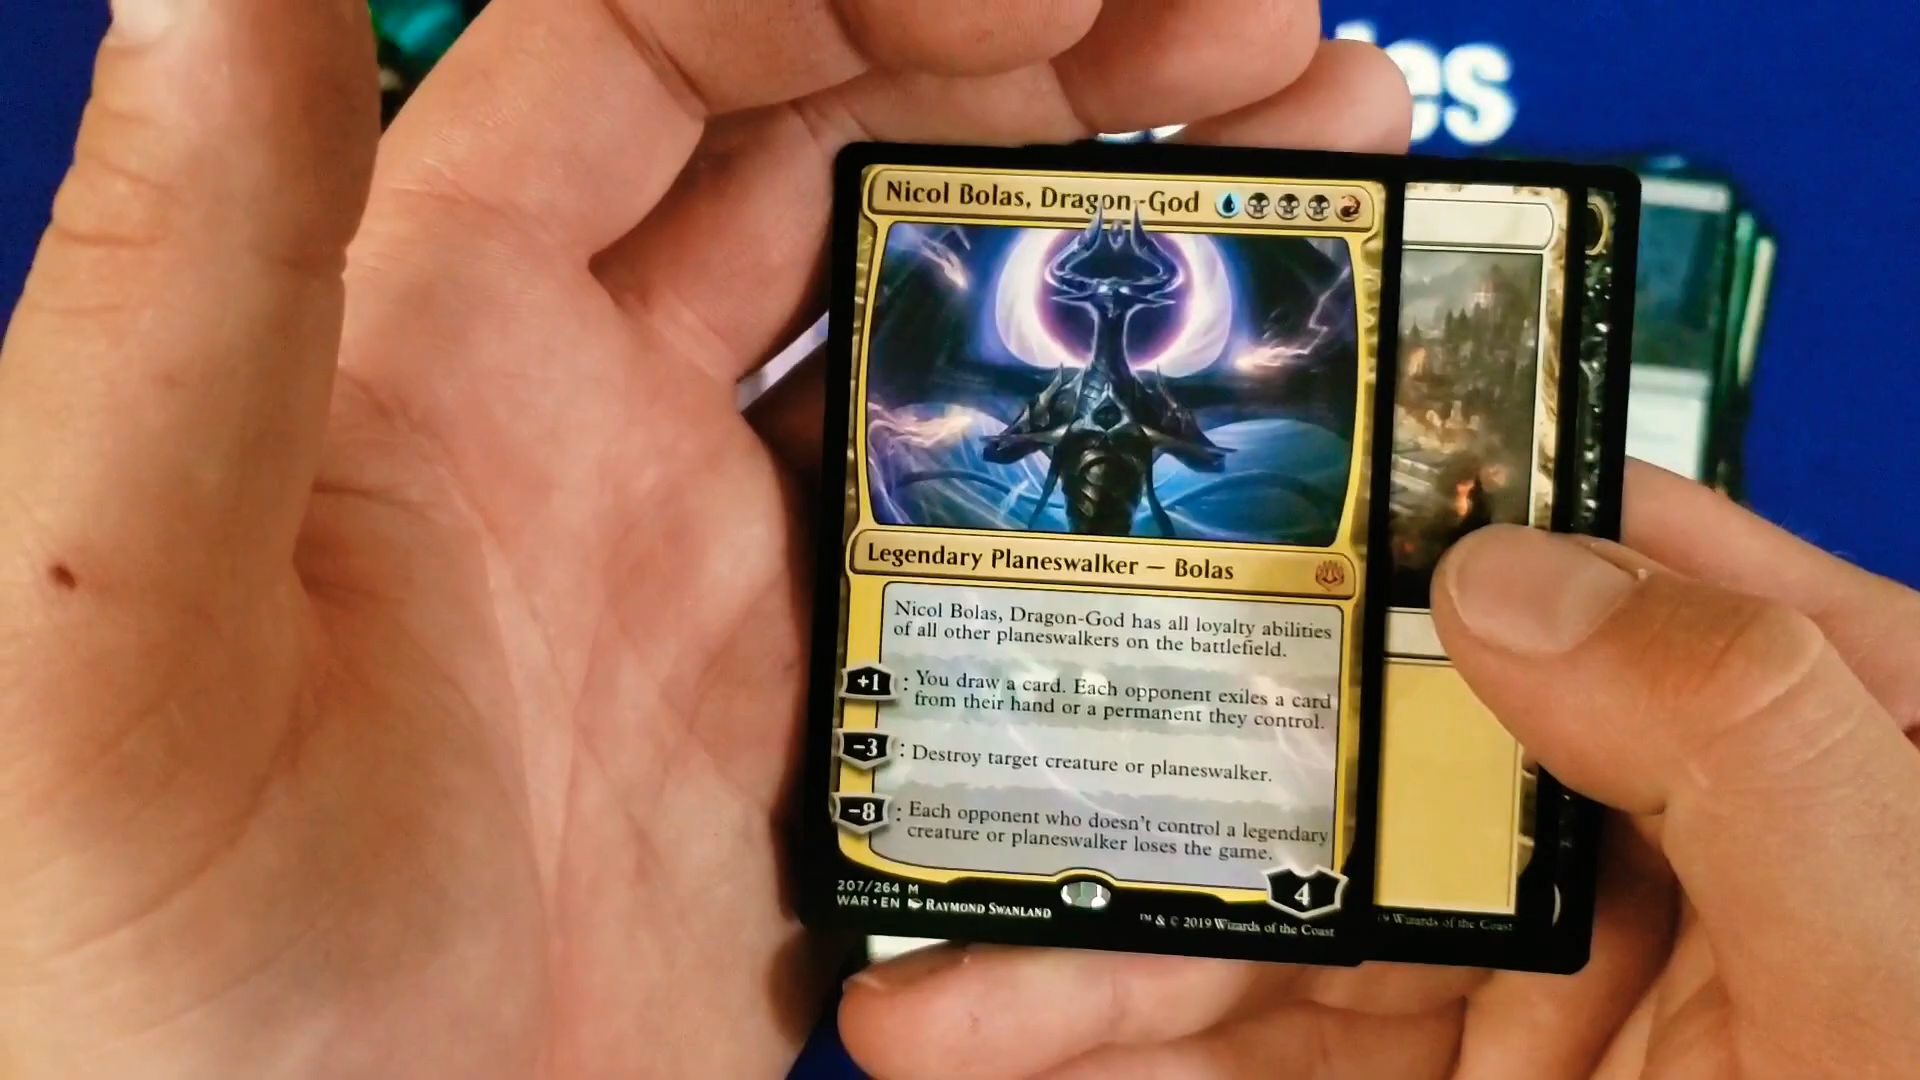 es
Nicol Bolas, Dragon-God
Legendary Planeswalker — Bolas
Nicol Bolas, Dragon-God has all loyalty abilities
of all other planeswalkers on the battlefield.
+1 : You draw a card. Each opponent exiles a card
from their hand or a permanent they control.
-3 : Destroy target creature or planeswalker.
-8 : Each opponent who doesn't control a legendary
creature or planeswalker loses the game.
4
207/264 M
WAR • EN RAYMOND SWANLAND
™ & © 2019 Wizards of the Coast
19 Wizards of the Coast